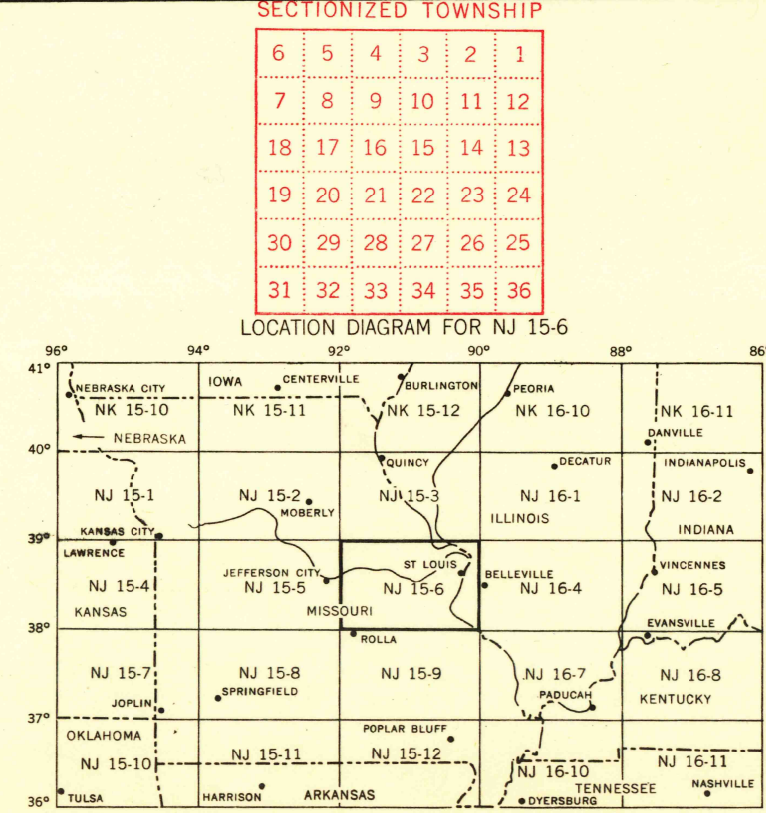 SECTIONIZED TOWNSHIP
6 5 4 3 2 1
7 8 9 10 11 12
18 17 16 15 14 13
19 20 21 22 23 24
30 29 28 27 26 25
31 32 33 34 35 36
LOCATION DIAGRAM FOR NJ 15-6
96° 94° 92° 90° 88° 86°
41°
NEBRASKA CITY IOWA CENTERVILLE BURLINGTON PEORIA
NK 15-10 NK 15-11 NK 15-12 NK 16-10 NK 16-11
NEBRASKA DANVILLE
40°
QUINCY DECATUR INDIANAPOLIS
NJ 15-1 NJ 15-2 NJ 15-3 NJ 16-1 NJ 16-2
MOBERLY ILLINOIS
KANSAS CITY INDIANA
39°
LAWRENCE JEFFERSON CITY ST LOUIS BELLEVILLE VINCENNES
NJ 15-4 NJ 15-5 NJ 15-6 NJ 16-4 NJ 16-5
KANSAS MISSOURI EVANSVILLE
38°
ROLLA
NJ 15-7 NJ 15-8 NJ 15-9 NJ 16-7 NJ 16-8
JOPLIN SPRINGFIELD PADUCAH KENTUCKY
37°
OKLAHOMA POPLAR BLUFF
NJ 15-10 NJ 15-11 NJ 15-12 NJ 16-10 NJ 16-11
TENNESSEE NASHVILLE
36°
TULSA HARRISON ARKANSAS DYERSBURG